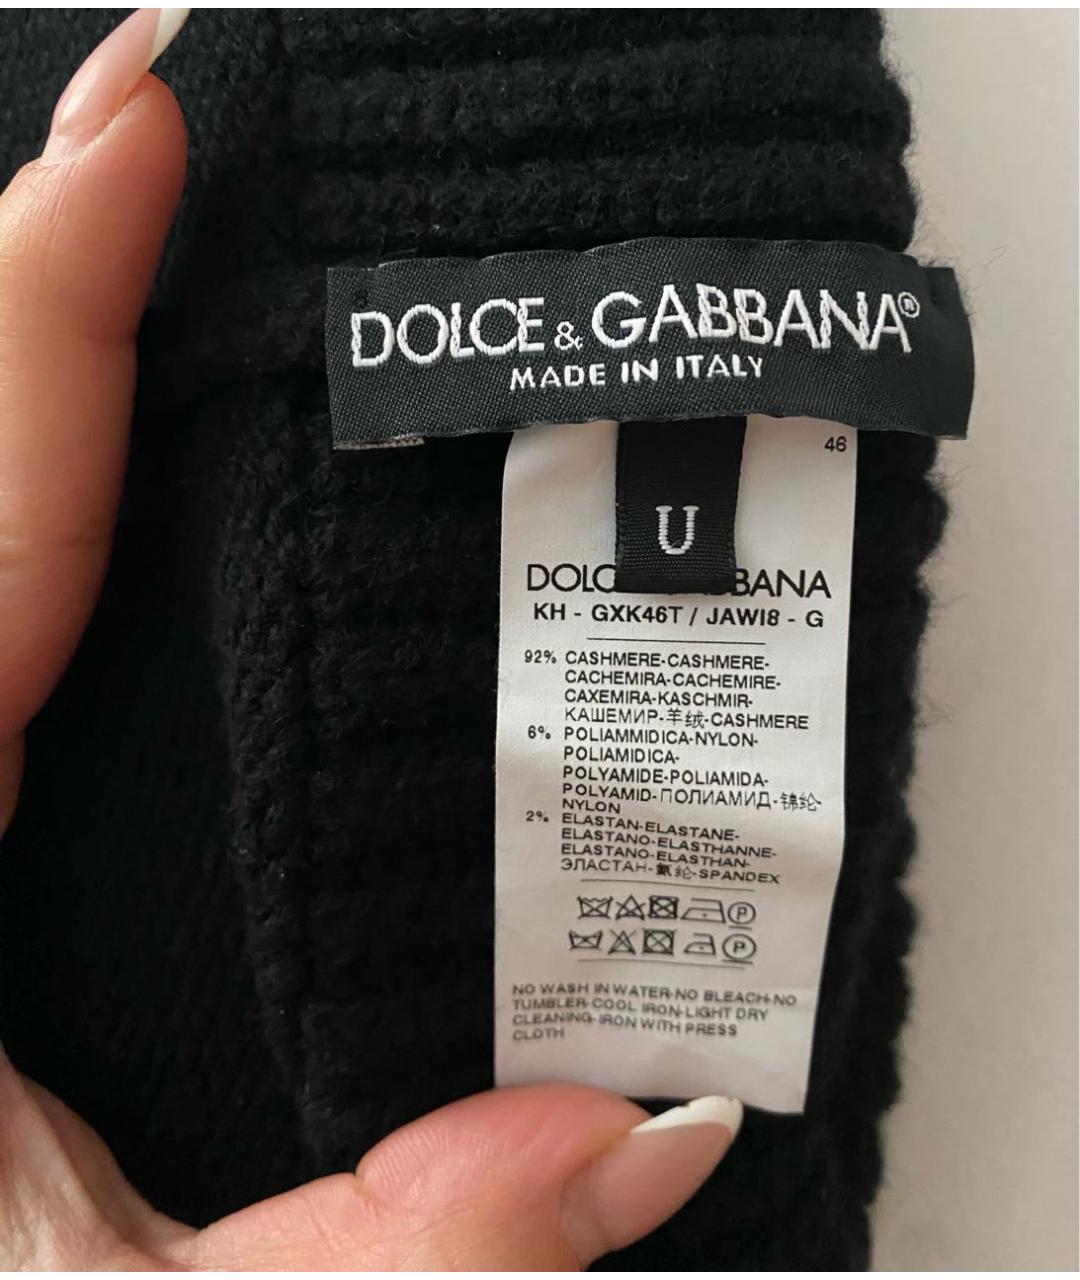 DOLCE & GABBANA®
MADE IN ITALY
46
U
KH - GXK46T / JAWI8 - G
92% CASHMERE-CASHMERE-
CACHEMIRA-CACHEMIRE-
CAXEMIRA-KASCHMIR-
КАШЕМИР-羊绒-CASHMERE
6% POLIAMMIDICA-NYLON-
POLIAMIDICA-
POLYAMIDE-POLIAMIDA-
POLYAMID-ПОЛИАМИД-锦纶-
NYLON
2% ELASTAN-ELASTANE-
ELASTANO-ELASTHANNE-
ELASTANO-ELASTHAN-
ЭЛАСТАН-氨纶-SPANDEX
P
P
NO WASH IN WATER-NO BLEACH-NO
TUMBLER-COOL IRON-LIGHT DRY
CLEANING-IRON WITH PRESS
CLOTH